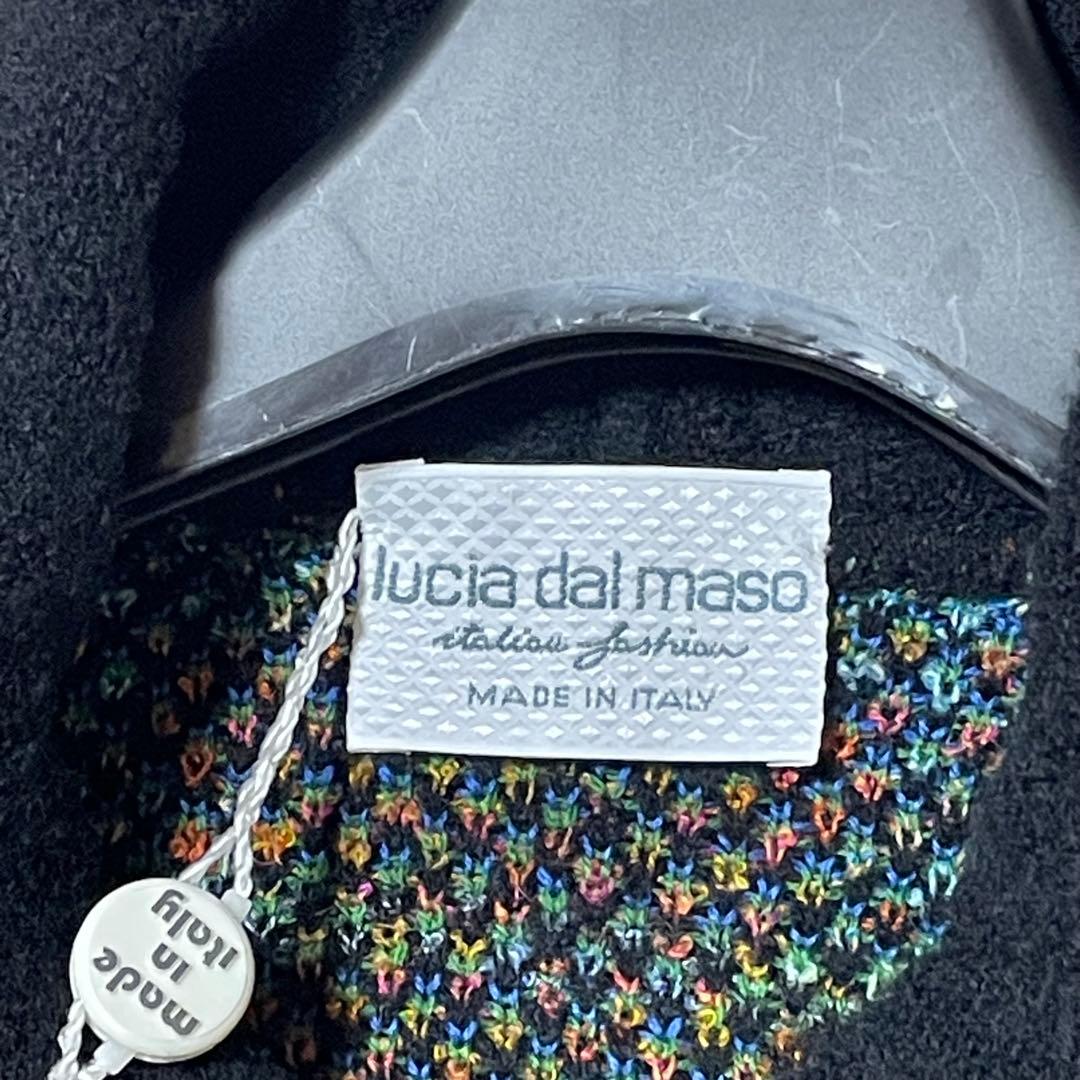 lucia dal maso
italian fashion
MADE IN ITALY
made
in
italy